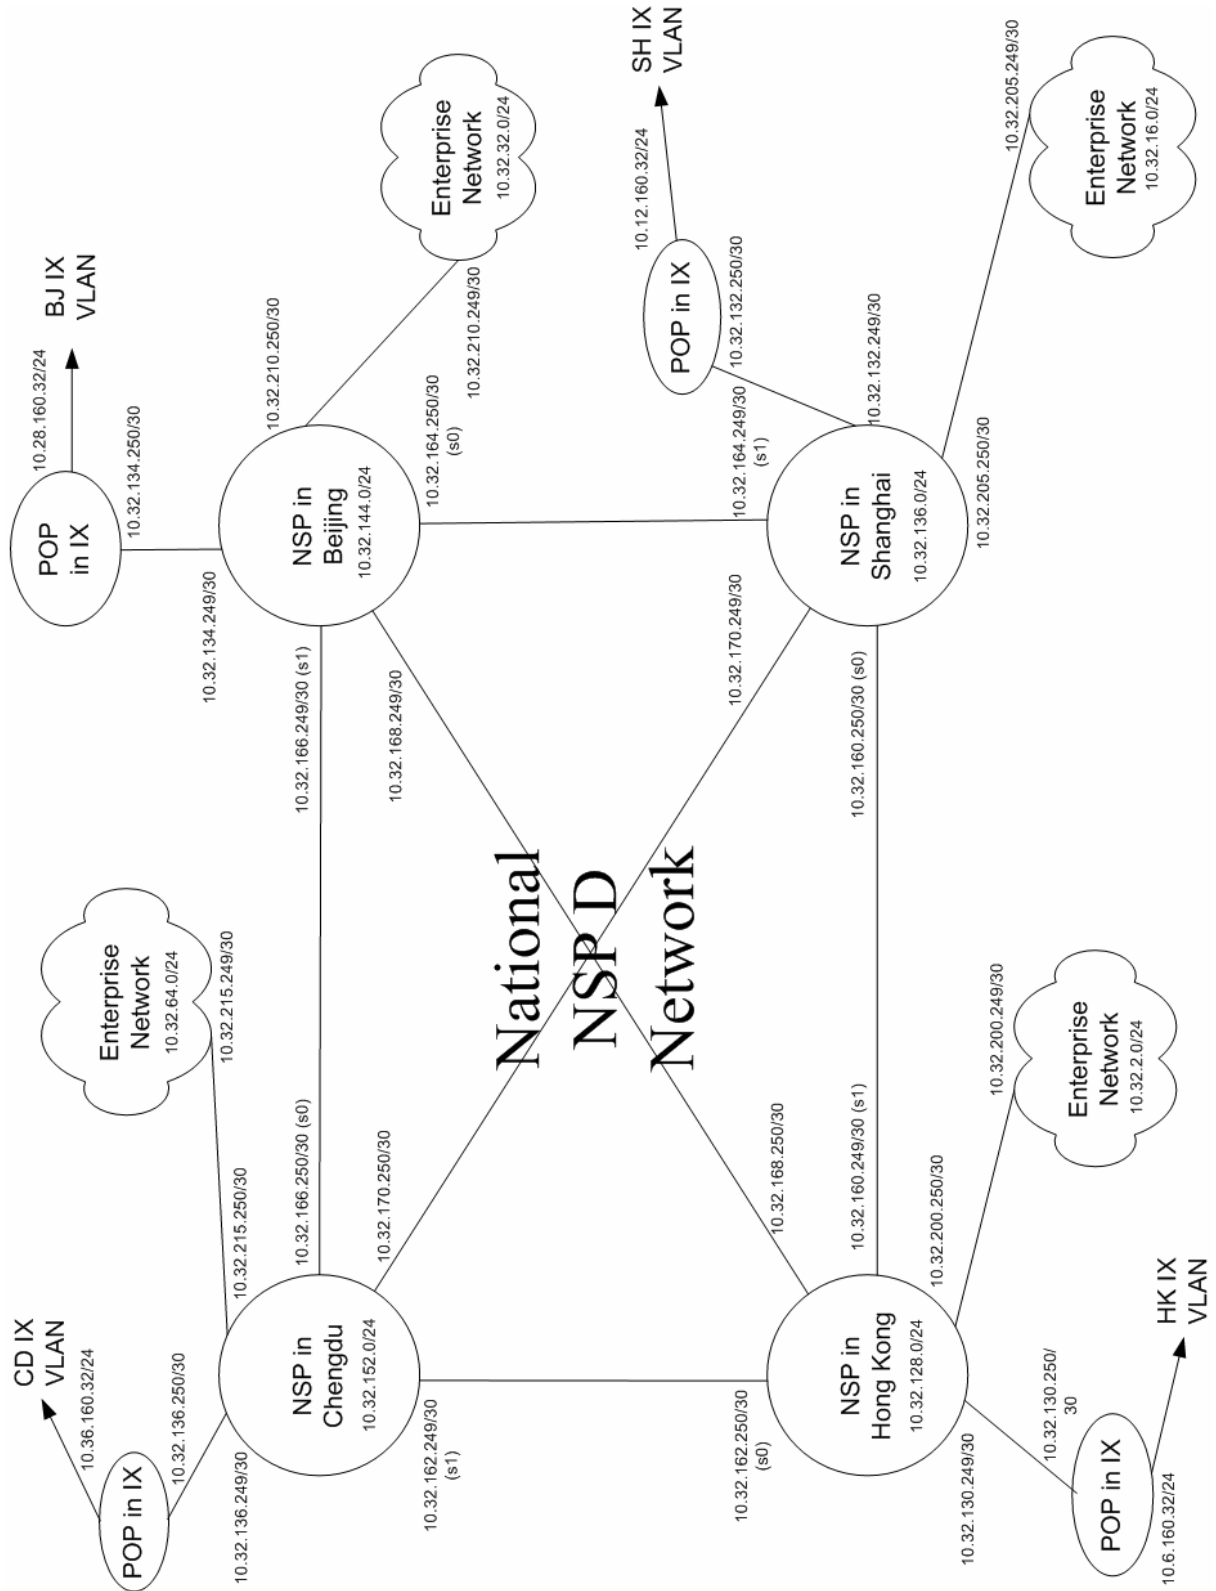 CD IX
VLAN
10.36.160.32/24
POP in IX
10.32.136.250/30
10.32.136.249/30
NSP in
Chengdu
10.32.152.0/24
10.32.215.250/30
10.32.215.249/30
Enterprise
Network
10.32.64.0/24
10.32.166.250/30 (s0)
10.32.170.250/30
10.32.162.249/30
(s1)
BJ IX
VLAN
10.28.160.32/24
POP
in IX
10.32.134.250/30
10.32.134.249/30
NSP in
Beijing
10.32.144.0/24
10.32.210.250/30
10.32.210.249/30
Enterprise
Network
10.32.32.0/24
10.32.166.249/30 (s1)
10.32.168.249/30
10.32.164.250/30
(s0)
National
NSP D
Network
10.32.162.250/30
(s0)
10.32.168.250/30
10.32.160.249/30 (s1)
NSP in
Hong Kong
10.32.128.0/24
10.32.200.250/30
10.32.200.249/30
Enterprise
Network
10.32.2.0/24
10.32.130.249/30
10.32.130.250/
30
POP in IX
10.6.160.32/24
HK IX
VLAN
10.32.170.249/30
10.32.160.250/30 (s0)
10.32.164.249/30
(s1)
NSP in
Shanghai
10.32.136.0/24
10.32.132.249/30
10.32.132.250/30
POP in IX
10.12.160.32/24
SH IX
VLAN
10.32.205.250/30
10.32.205.249/30
Enterprise
Network
10.32.16.0/24